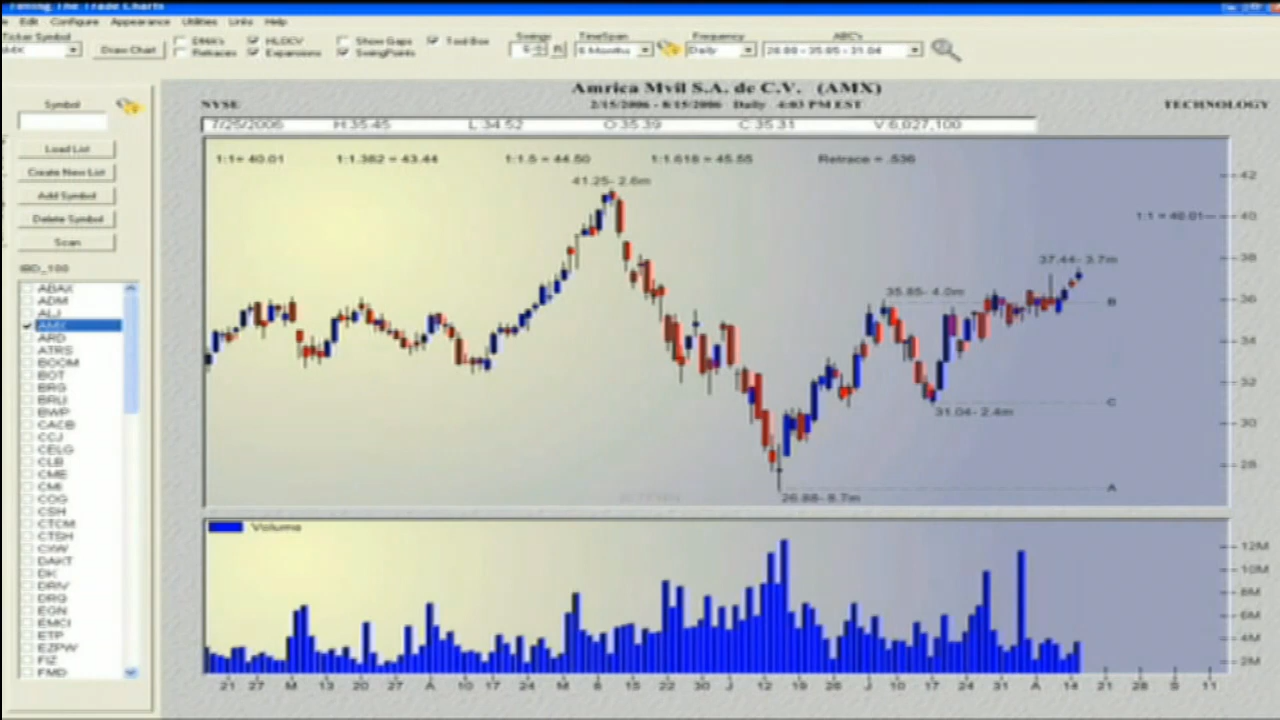 Timing The Trade Charts
Edit Configure Appearance Utilities Links Help
Ticker Symbol
AMX
Draw Chart
DMA's HLOCV Show Gaps Tool Box
Retraces Expansions SwingPoints
Swings
TimeSpan
6 Months
Frequency
Daily
ABC's
26.88 - 35.85 - 31.04
Amrica Mvil S.A. de C.V. (AMX)
NYSE 2/15/2006 - 8/15/2006 Daily 4:03 PM EST TECHNOLOGY
7/25/2006 H:35.45 L:34.52 O:35.39 C:35.31 V:6,027,100
Symbol
Load List
Create New List
Add Symbol
Delete Symbol
Scan
IBD_100
ABAX
ADM
ALJ
AMX
ARD
ATRS
BOOM
BOT
BRG
BRLI
BWP
CACB
CCJ
CELG
CLB
CME
CMI
COG
CSH
CTCM
CTSH
CXW
DAKT
DK
DRIV
DRQ
EGN
EMCI
ETP
EZPW
FIZ
FMD
1:1= 40.01 1:1.382 = 43.44 1:1.5 = 44.50 1:1.618 = 45.55 Retrace = .536
41.25- 2.6m
1:1 = 40.01
37.44- 3.7m
35.85- 4.0m
B
C
31.04- 2.4m
A
26.88- 8.7m
42
40
38
36
34
32
30
28
Volume
12M
10M
8M
6M
4M
2M
21 27 M 13 20 27 A 10 17 24 M 8 15 22 30 J 12 19 26 J 10 17 24 31 A 14 21 28 S 11